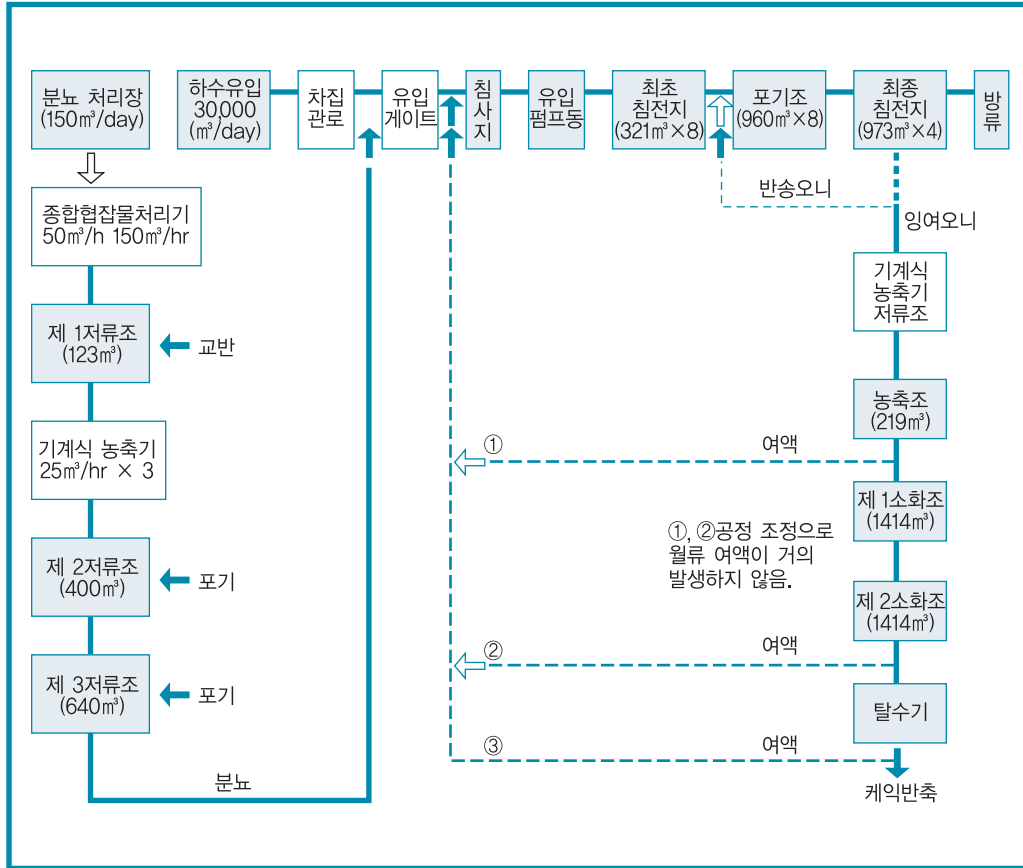 분뇨 처리장
(150㎥/day)
하수유입
30,000
(㎥/day)
차집
관로
유입
게이트
침
사
지
유입
펌프동
최초
침전지
(321㎥×8)
포기조
(960㎥×8)
최종
침전지
(973㎥×4)
방
류
반송오니
잉여오니
종합협잡물처리기
50㎥/h 150㎥/hr
기계식
농축기
저류조
제 1저류조
(123㎥)
교반
농축조
(219㎥)
기계식 농축기
25㎥/hr × 3
①
여액
제 1소화조
(1414㎥)
①, ②공정 조정으로
월류 여액이 거의
발생하지 않음.
제 2저류조
(400㎥)
포기
제 2소화조
(1414㎥)
②
여액
제 3저류조
(640㎥)
포기
탈수기
③
여액
분뇨
케익반축